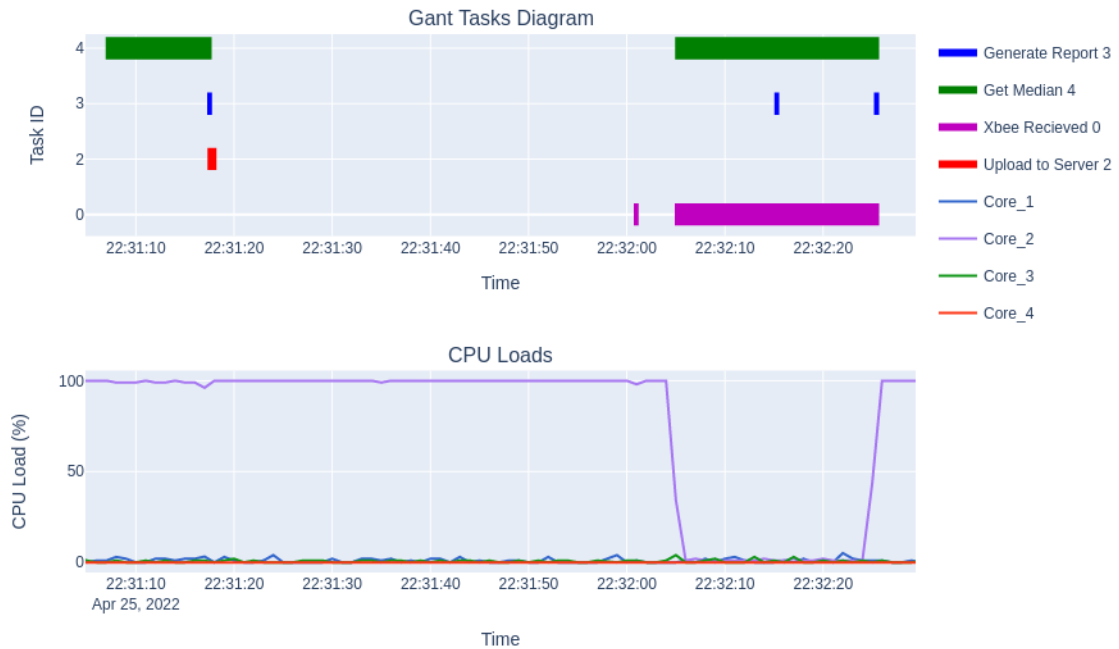 Gant Tasks Diagram
4
3
2
0
Task ID
22:31:10 22:31:20 22:31:30 22:31:40 22:31:50 22:32:00 22:32:10 22:32:20
Time
Generate Report 3
Get Median 4
Xbee Recieved 0
Upload to Server 2
Core_1
Core_2
Core_3
Core_4
CPU Loads
100
50
0
CPU Load (%)
22:31:10 22:31:20 22:31:30 22:31:40 22:31:50 22:32:00 22:32:10 22:32:20
Apr 25, 2022
Time